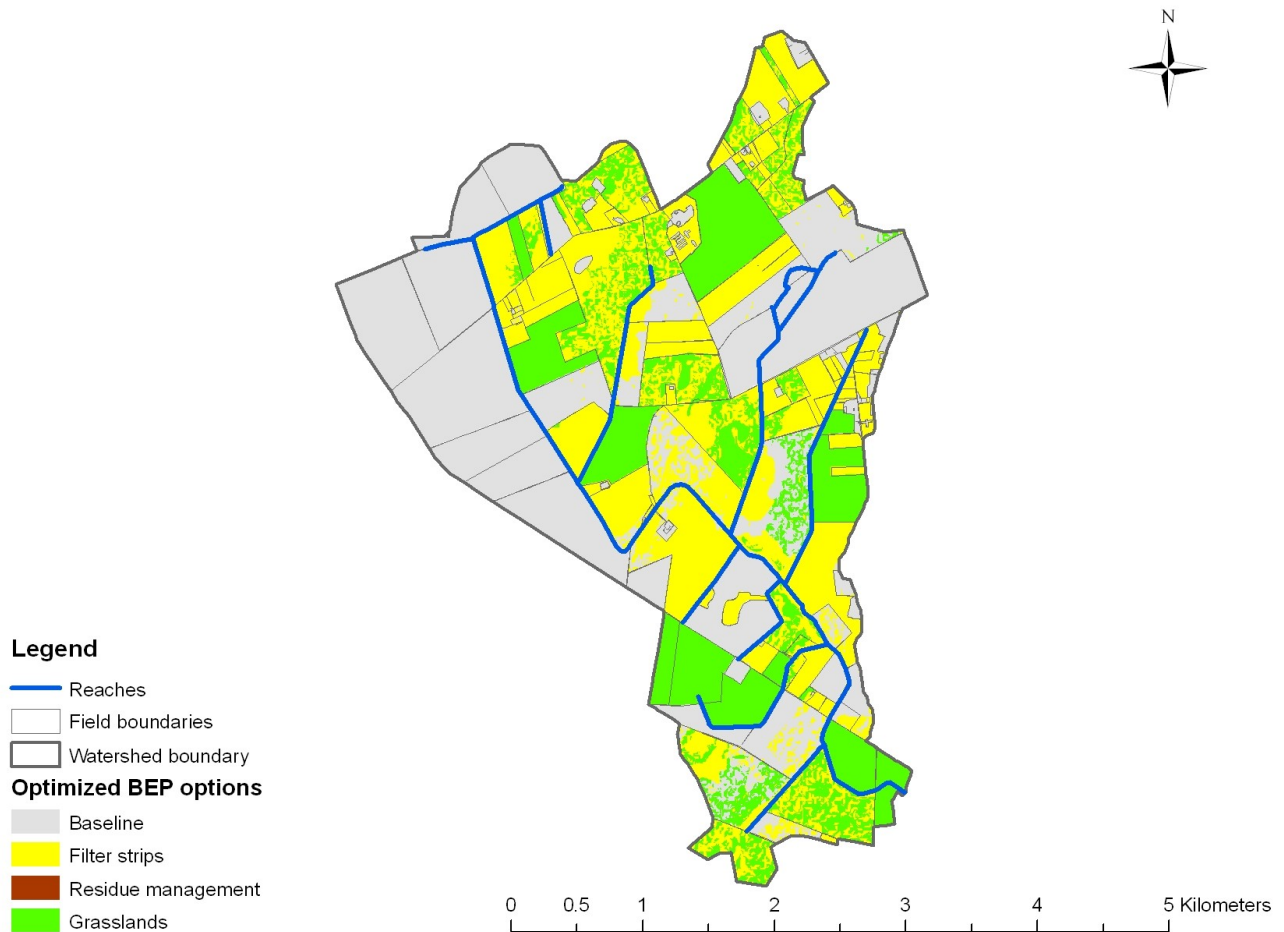 N
Legend
Reaches
Field boundaries
Watershed boundary
Optimized BEP options
Baseline
Filter strips
Residue management
Grasslands
0 0.5 1 2 3 4 5 Kilometers